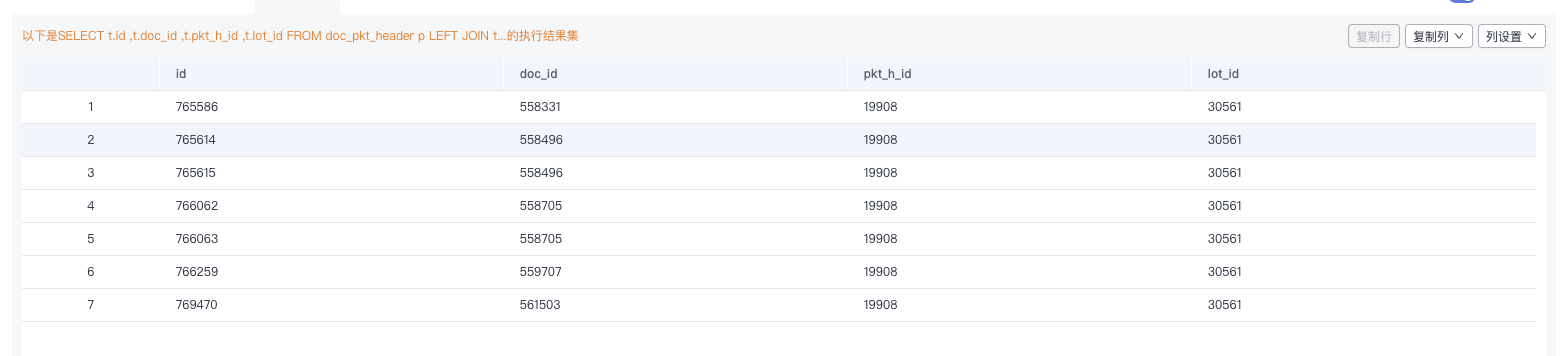 以下是SELECT t.id ,t.doc_id ,t.pkt_h_id ,t.lot_id FROM doc_pkt_header p LEFT JOIN t...的执行结果集 复制行 复制列 列设置
id doc_id pkt_h_id lot_id
1 765586 558331 19908 30561
2 765614 558496 19908 30561
3 765615 558496 19908 30561
4 766062 558705 19908 30561
5 766063 558705 19908 30561
6 766259 559707 19908 30561
7 769470 561503 19908 30561